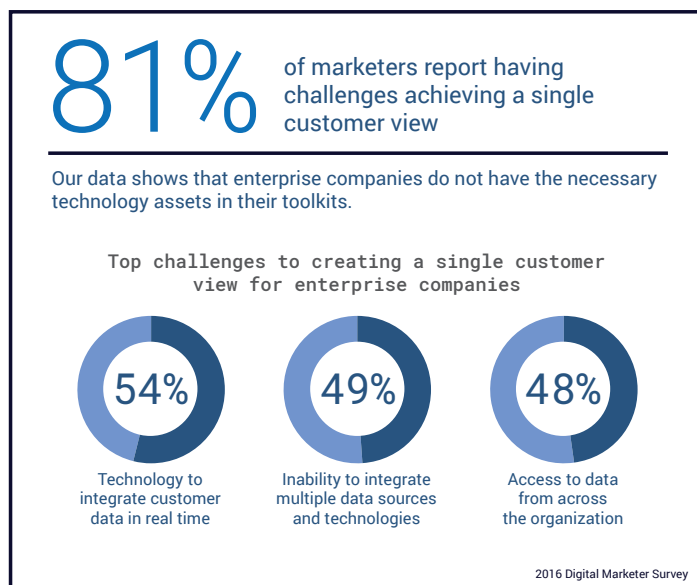 81%
of marketers report having
challenges achieving a single
customer view
Our data shows that enterprise companies do not have the necessary
technology assets in their toolkits.
Top challenges to creating a single customer
view for enterprise companies
54%
Technology to
integrate customer
data in real time
49%
Inability to integrate
multiple data sources
and technologies
48%
Access to data
from across
the organization
2016 Digital Marketer Survey